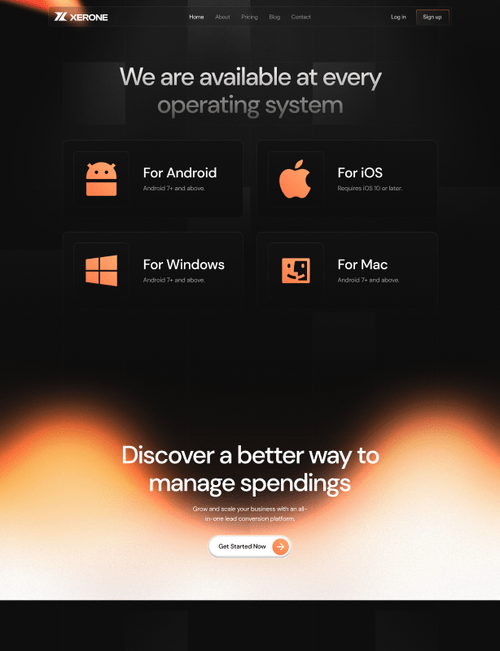 XERONE
Home About Pricing Blog Contact
Log in Sign up
We are available at every
operating system
For Android
Android 7+ and above.
For iOS
Requires iOS 10 or later.
For Windows
Android 7+ and above.
For Mac
Android 7+ and above.
Discover a better way to
manage spendings
Grow and scale your business with an all-
in-one lead conversion platform.
Get Started Now